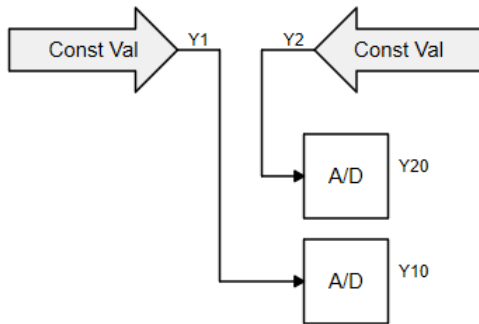 Const Val
Y1
Y2
Const Val
A/D
Y20
A/D
Y10